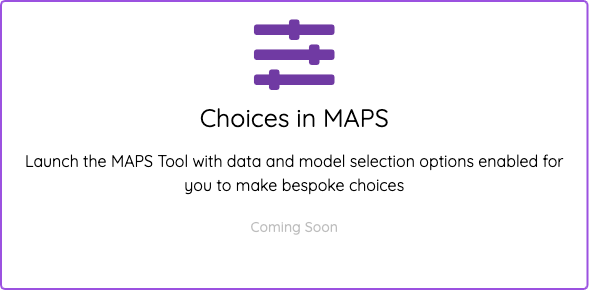 Choices in MAPS
Launch the MAPS Tool with data and model selection options enabled for
you to make bespoke choices
Coming Soon